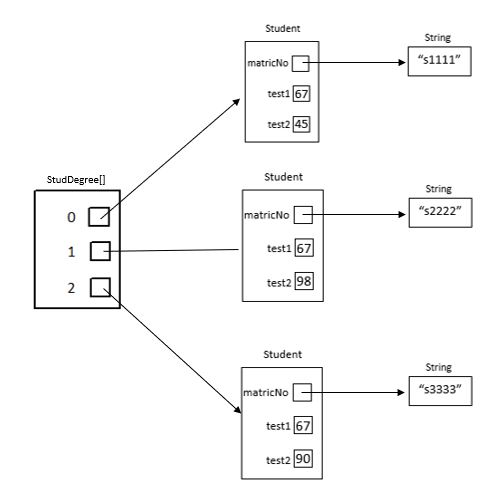 Student
String
matricNo
"s1111"
test1 67
test2 45
StudDegree[]
0
1
2
Student
String
matricNo
"s2222"
test1 67
test2 98
Student
String
matricNo
"s3333"
test1 67
test2 90